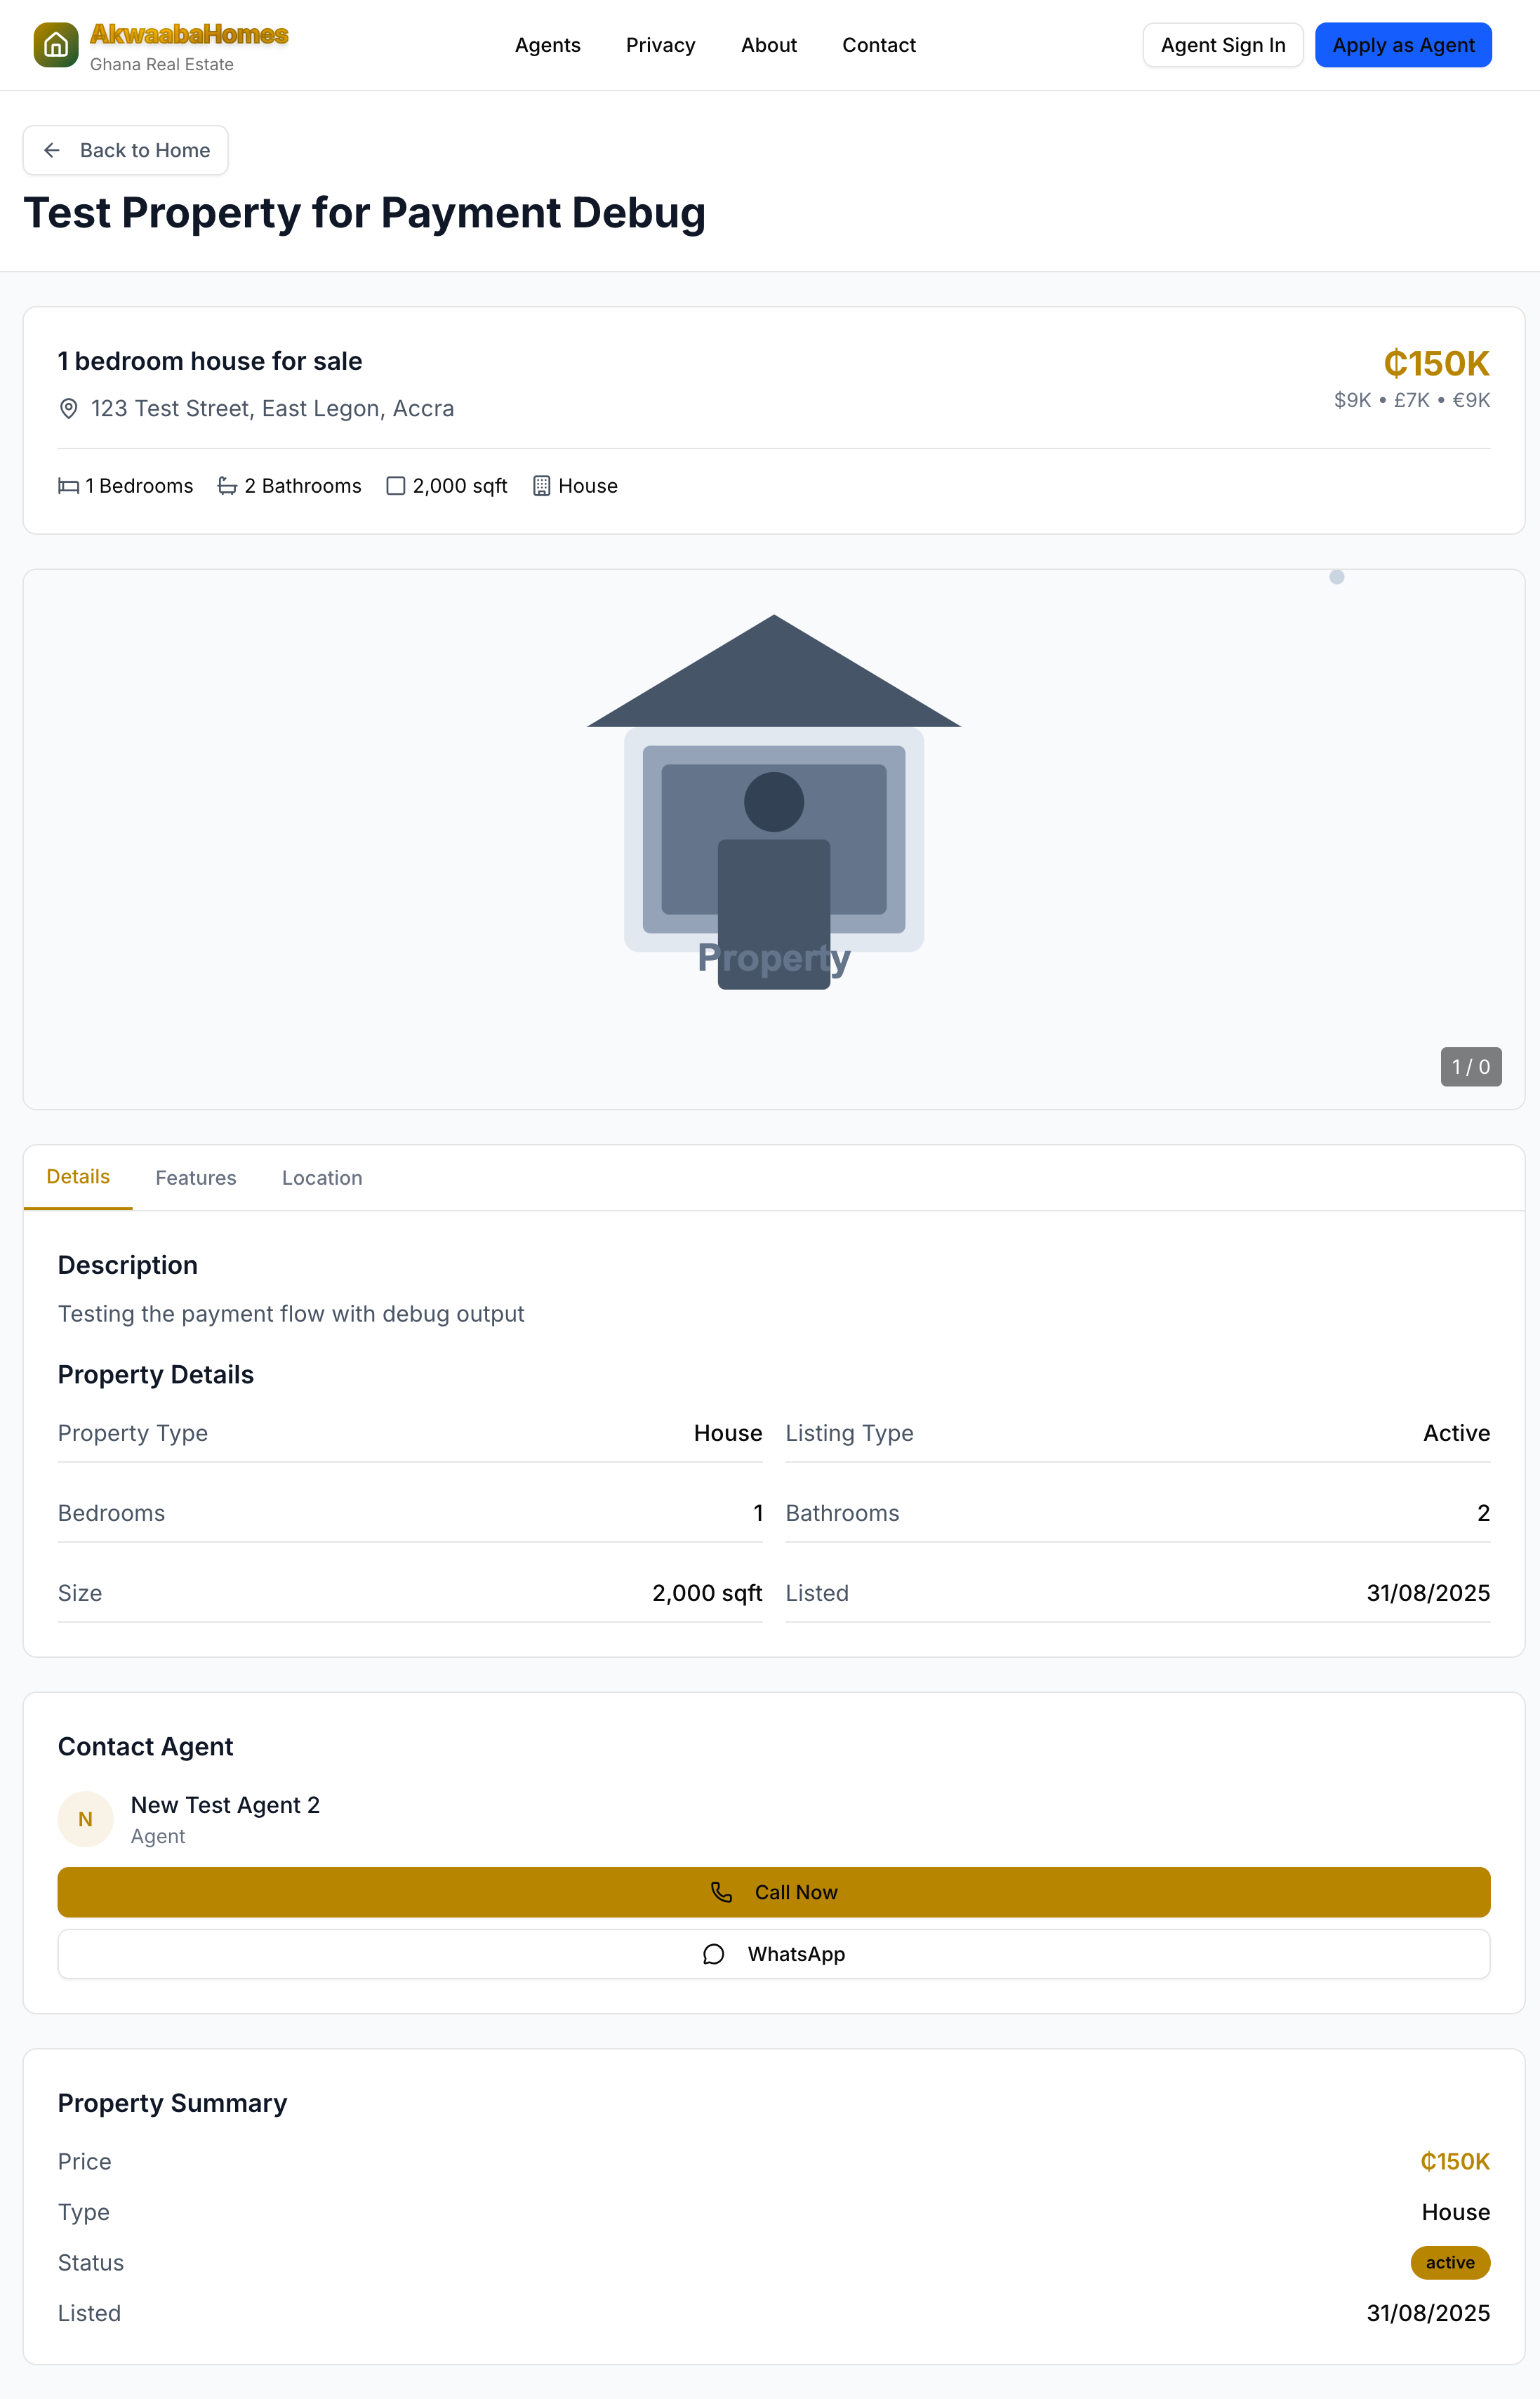 AkwaabaHomes
Ghana Real Estate
Agents Privacy About Contact
Agent Sign In Apply as Agent
Back to Home
Test Property for Payment Debug
1 bedroom house for sale
₵150K
123 Test Street, East Legon, Accra
$9K • £7K • €9K
1 Bedrooms 2 Bathrooms 2,000 sqft House
Property
1 / 0
Details Features Location
Description
Testing the payment flow with debug output
Property Details
Property Type House Listing Type Active
Bedrooms 1 Bathrooms 2
Size 2,000 sqft Listed 31/08/2025
Contact Agent
N
New Test Agent 2
Agent
Call Now
WhatsApp
Property Summary
Price ₵150K
Type House
Status active
Listed 31/08/2025